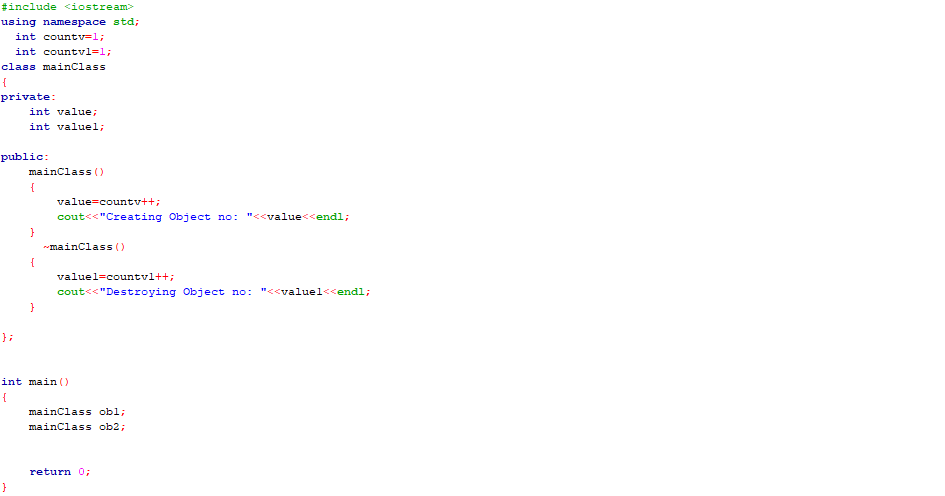 #include <iostream>
using namespace std;
  int countv=1;
  int countv1=1;
class mainClass
{
private:
    int value;
    int value1;
public:
    mainClass()
    {
        value=countv++;
        cout<<"Creating Object no: "<<value<<endl;
    }
      ~mainClass()
    {
        value1=countv1++;
        cout<<"Destroying Object no: "<<value1<<endl;
    }
};
int main()
{
    mainClass ob1;
    mainClass ob2;
    return 0;
}